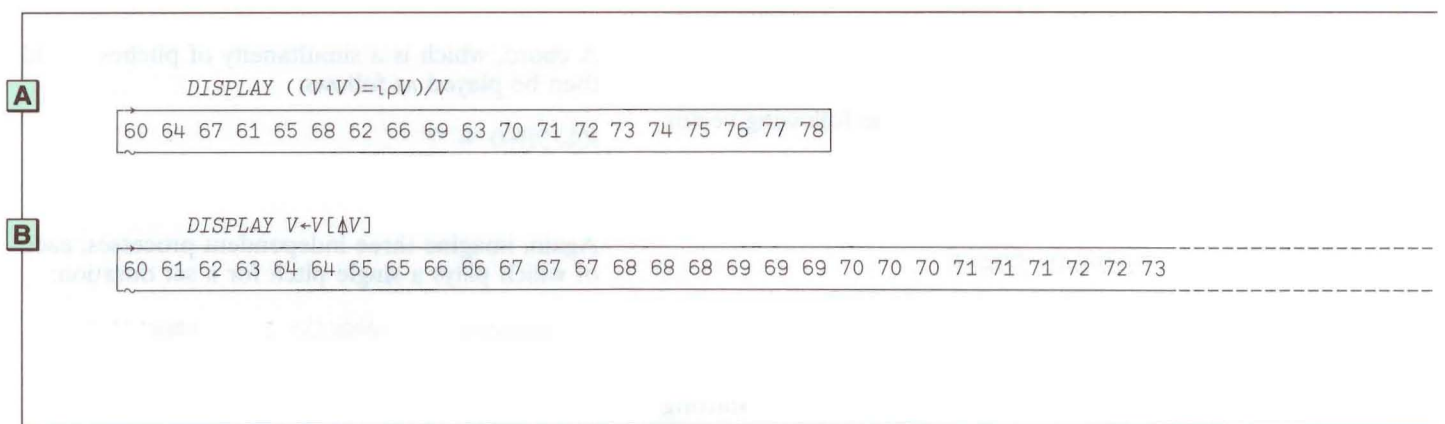 A
DISPLAY ((V⍳V)=⍳⍴V)/V
60 64 67 61 65 68 62 66 69 63 70 71 72 73 74 75 76 77 78
B
DISPLAY V←V[⍋V]
60 61 62 63 64 64 65 65 66 66 67 67 67 68 68 68 69 69 69 70 70 70 71 71 71 72 72 73